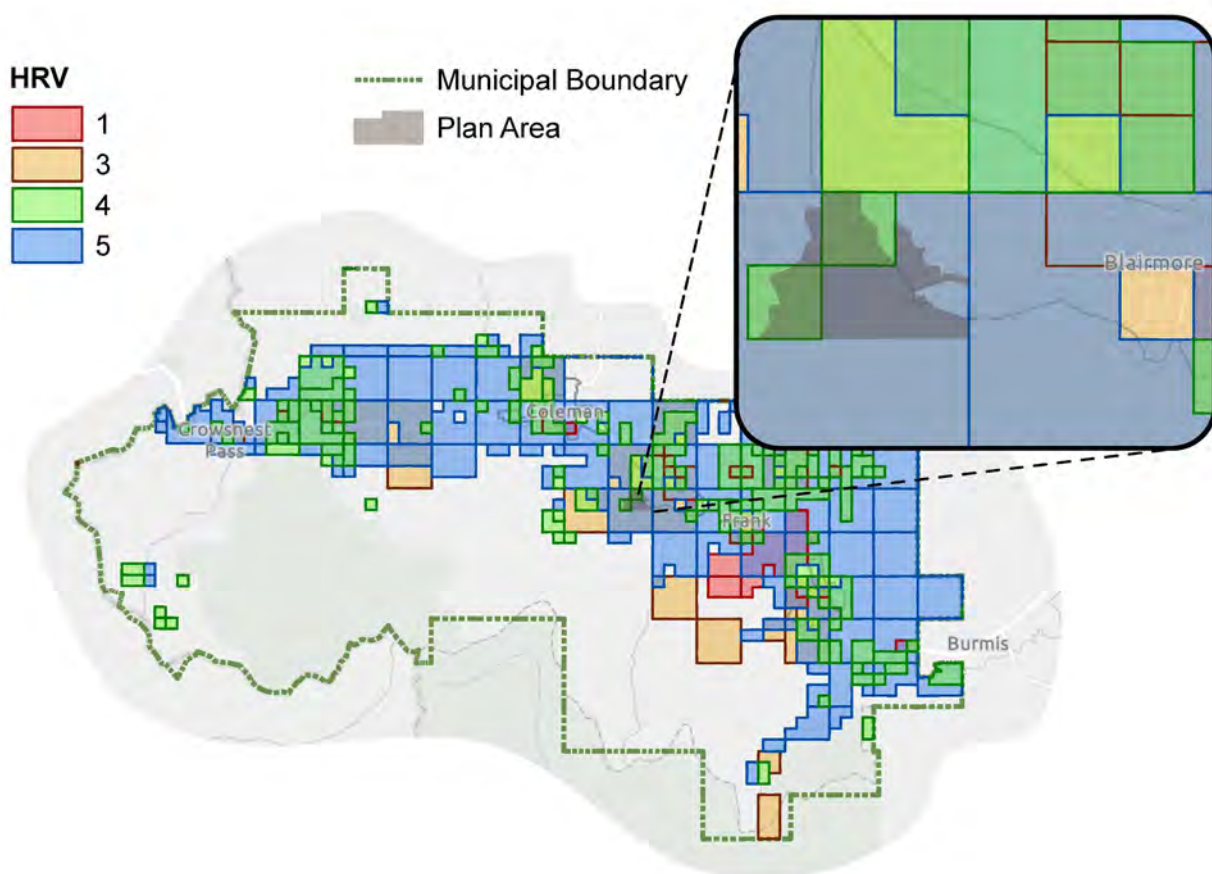 HRV
1
3
4
5
Municipal Boundary
Plan Area
Blairmore
Crowsnest
Pass
Coleman
Frank
Burmis